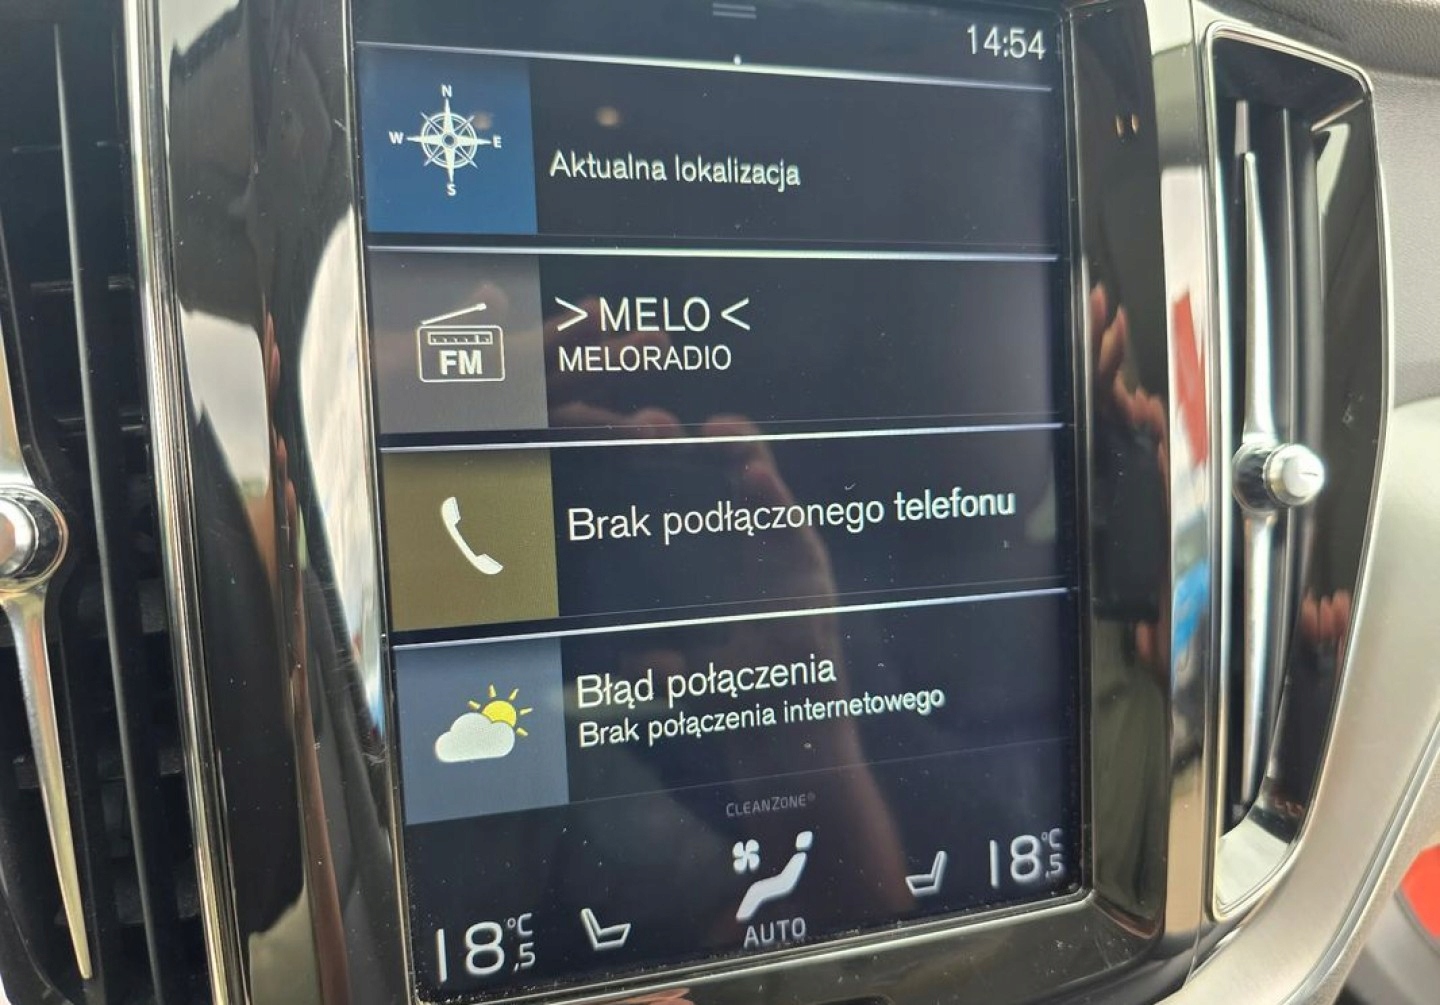 14:54
N
W E
S
Aktualna lokalizacja
> MELO <
MELORADIO
FM
Brak podłączonego telefonu
Błąd połączenia
Brak połączenia internetowego
CLEANZONE®
18,5 °C
AUTO
18,5 °C